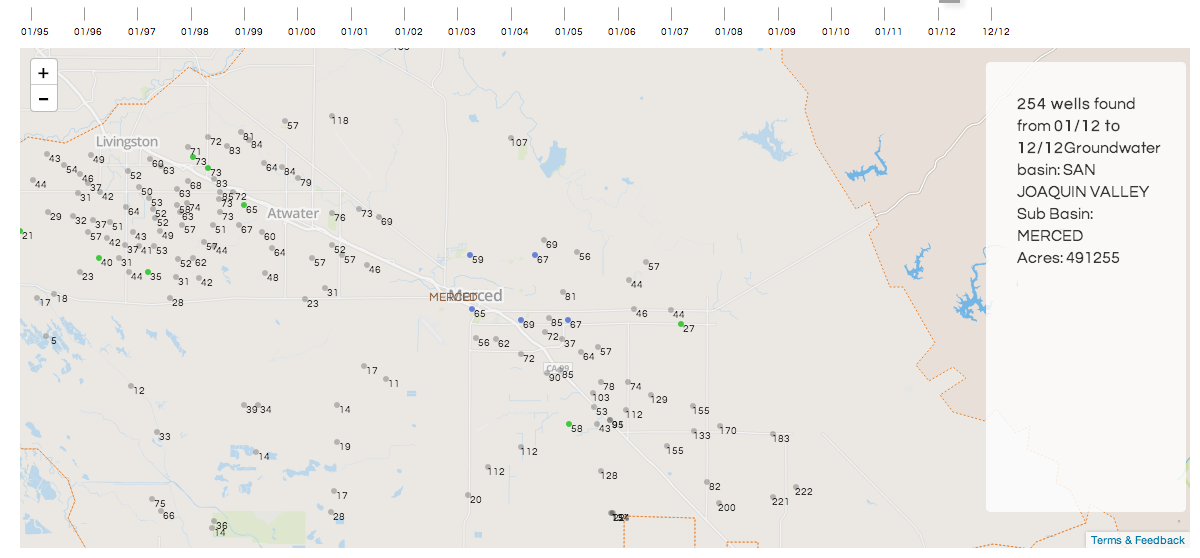 01/95 01/96 01/97 01/98 01/99 01/00 01/01 01/02 01/03 01/04 01/05 01/06 01/07 01/08 01/09 01/10 01/11 01/12 12/12
+
−
254 wells found
from 01/12 to
12/12Groundwater
basin: SAN
JOAQUIN VALLEY
Sub Basin:
MERCED
Acres: 491255
57 118
72 81 84
107
Livingston
71 83
43 49 60 73
54 52 63 73 64 84
44 46 37 68 83 79
31 42 50 63 85 72
53
64 52 58 74 73 65
29 32 37 51 52 63 73 Atwater 76 73 69
21 57 42 43 49 57 51 67 60
37 41 53 57 44 64 52 69
40 31 52 62 57 57 59 67 56
23 44 35 31 42 48 46 57
44
17 18 28 23 31 MERCED Merced 81
65 46 44
69 85 67 27
5 56 62 72 37
72 64 57
CA 99
17 11 90 85
12 78 74
103 129
39 34 14 53 112 155
33 58 43 95 133 170 183
14 19 112 155
112 128
82 222
17 20 200 221
75 66 28
36
14
Terms & Feedback